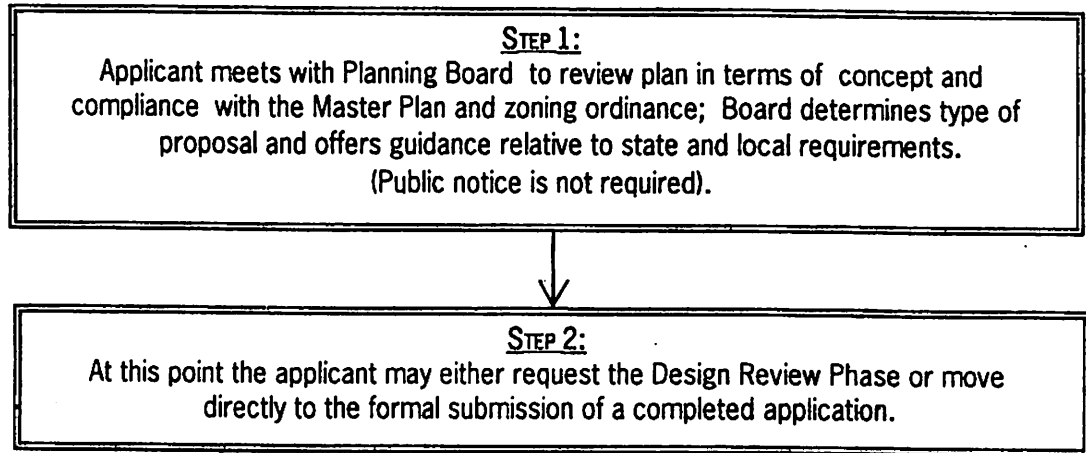 STEP 1:
Applicant meets with Planning Board to review plan in terms of concept and
compliance with the Master Plan and zoning ordinance; Board determines type of
proposal and offers guidance relative to state and local requirements.
(Public notice is not required).
STEP 2:
At this point the applicant may either request the Design Review Phase or move
directly to the formal submission of a completed application.